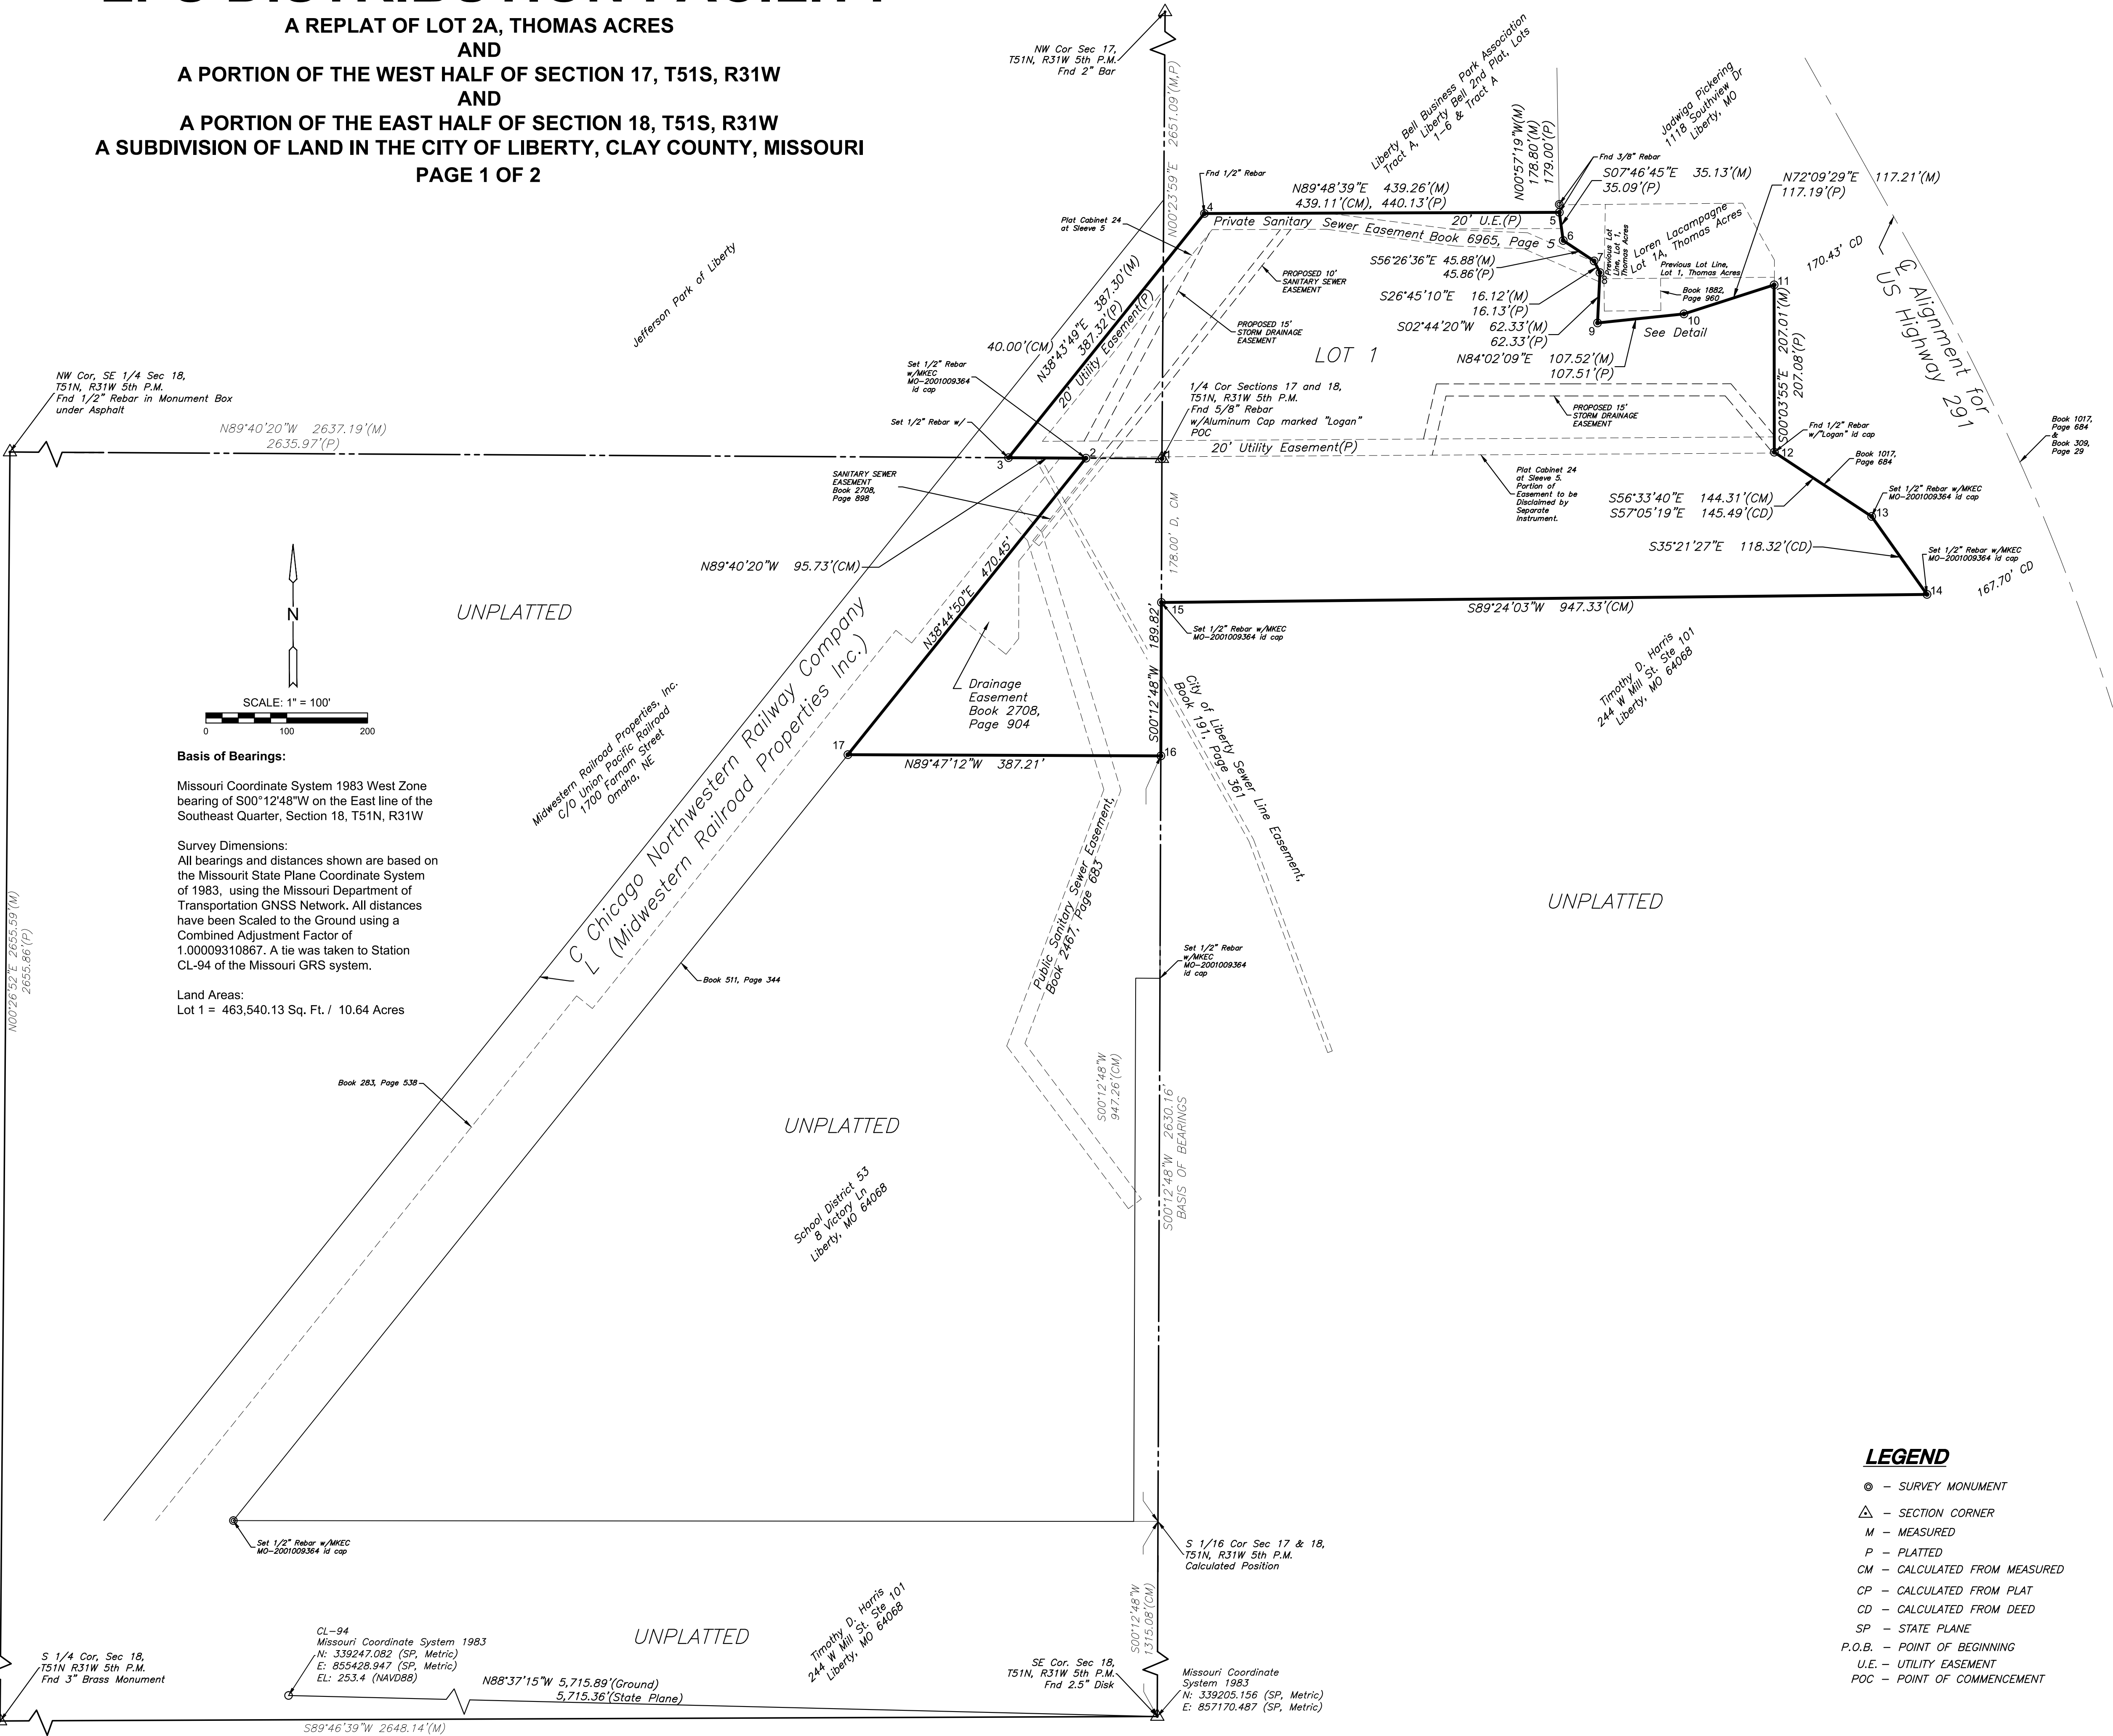 A REPLAT OF LOT 2A, THOMAS ACRES
AND
A PORTION OF THE WEST HALF OF SECTION 17, T51S, R31W
AND
A PORTION OF THE EAST HALF OF SECTION 18, T51S, R31W
A SUBDIVISION OF LAND IN THE CITY OF LIBERTY, CLAY COUNTY, MISSOURI
PAGE 1 OF 2
NW Cor Sec 17,
T51N, R31W 5th P.M.
Fnd 2" Bar
N00°23'59"E 2651.09'(M,P)
Liberty Bell Business Park Association
Tract A, Liberty Bell 2nd Plat, Lots
1-6 & Tract A
N00°57'19"W(M)
178.80'(M)
179.00'(P)
Jadwiga Pickering
1118 Southview Dr
Liberty, MO
Fnd 3/8" Rebar
S07°46'45"E 35.13'(M)
35.09'(P)
N72°09'29"E 117.21'(M)
117.19'(P)
Fnd 1/2" Rebar
4
N89°48'39"E 439.26'(M)
439.11'(CM), 440.13'(P)
20' U.E.(P)
5
6
7
8
9
10
11
Private Sanitary Sewer Easement Book 6965, Page 5
Plat Cabinet 24
at Sleeve 5
Previous Lot
Line, Lot 1,
Thomas Acres
Loren Lacampagne
Lot 1A, Thomas Acres
Previous Lot Line,
Lot 1, Thomas Acres
Book 1882,
Page 960
S56°26'36"E 45.88'(M)
45.86'(P)
S26°45'10"E 16.12'(M)
16.13'(P)
S02°44'20"W 62.33'(M)
62.33'(P)
N84°02'09"E 107.52'(M)
107.51'(P)
See Detail
170.43' CD
C L Alignment for
US Highway 291
S00°03'55"E 207.01'(M)
207.08'(P)
PROPOSED 10'
SANITARY SEWER
EASEMENT
PROPOSED 15'
STORM DRAINAGE
EASEMENT
LOT 1
Jefferson Park of Liberty
40.00'(CM)
N38°43'49"E 387.30'(M)
387.32'(P)
20' Utility Easement(P)
Set 1/2" Rebar
w/MKEC
MO-2001009364
id cap
Set 1/2" Rebar w/
1/4 Cor Sections 17 and 18,
T51N, R31W 5th P.M.
Fnd 5/8" Rebar
w/Aluminum Cap marked "Logan"
POC
PROPOSED 15'
STORM DRAINAGE
EASEMENT
20' Utility Easement(P)
Fnd 1/2" Rebar
w/"Logan" id cap
12
Book 1017,
Page 684
Book 1017,
Page 684
&
Book 309,
Page 29
NW Cor, SE 1/4 Sec 18,
T51N, R31W 5th P.M.
Fnd 1/2" Rebar in Monument Box
under Asphalt
N89°40'20"W 2637.19'(M)
2635.97'(P)
3
2
1
SANITARY SEWER
EASEMENT
Book 2708,
Page 898
Plat Cabinet 24
at Sleeve 5.
Portion of
Easement to be
Disclaimed by
Separate
Instrument.
S56°33'40"E 144.31'(CM)
S57°05'19"E 145.49'(CD)
Set 1/2" Rebar w/MKEC
MO-2001009364 id cap
13
S35°21'27"E 118.32'(CD)
Set 1/2" Rebar w/MKEC
MO-2001009364 id cap
14
167.70' CD
178.00' D, CM
N89°40'20"W 95.73'(CM)
N38°44'50"E 470.45'
15
Set 1/2" Rebar w/MKEC
MO-2001009364 id cap
S89°24'03"W 947.33'(CM)
S00°12'48"W 189.82'
16
17
N89°47'12"W 387.21'
Drainage
Easement
Book 2708,
Page 904
Timothy D. Harris
244 W Mill St. Ste 101
Liberty, MO 64068
UNPLATTED
N
SCALE: 1" = 100'
0 100 200
Basis of Bearings:
Missouri Coordinate System 1983 West Zone
bearing of S00°12'48"W on the East line of the
Southeast Quarter, Section 18, T51N, R31W
Survey Dimensions:
All bearings and distances shown are based on
the Missourit State Plane Coordinate System
of 1983, using the Missouri Department of
Transportation GNSS Network. All distances
have been Scaled to the Ground using a
Combined Adjustment Factor of
1.00009310867. A tie was taken to Station
CL-94 of the Missouri GRS system.
Land Areas:
Lot 1 = 463,540.13 Sq. Ft. / 10.64 Acres
Midwestern Railroad Properties, Inc.
C/O Union Pacific Railroad
1700 Farnam Street
Omaha, NE
C L Chicago Northwestern Railway Company
(Midwestern Railroad Properties Inc.)
Book 511, Page 344
Book 283, Page 538
N00°26'52"E 2655.59'(M)
2655.86'(P)
City of Liberty Sewer Line Easement,
Book 191, Page 361
Public Sanitary Sewer Easement,
Book 2467, Page 683
Set 1/2" Rebar
w/MKEC
MO-2001009364
id cap
UNPLATTED
S00°12'48"W
947.26'(CM)
S00°12'48"W 2630.16'
BASIS OF BEARINGS
UNPLATTED
School District 53
8 Victory Ln
Liberty, MO 64068
Set 1/2" Rebar w/MKEC
MO-2001009364 id cap
S 1/16 Cor Sec 17 & 18,
T51N, R31W 5th P.M.
Calculated Position
S00°12'48"W
1315.08'(CM)
Timothy D. Harris
244 W Mill St. Ste 101
Liberty, MO 64068
UNPLATTED
CL-94
Missouri Coordinate System 1983
N: 339247.082 (SP, Metric)
E: 855428.947 (SP, Metric)
EL: 253.4 (NAVD88)
N88°37'15"W 5,715.89'(Ground)
5,715.36'(State Plane)
S 1/4 Cor, Sec 18,
T51N R31W 5th P.M.
Fnd 3" Brass Monument
SE Cor. Sec 18,
T51N, R31W 5th P.M.
Fnd 2.5" Disk
Missouri Coordinate
System 1983
N: 339205.156 (SP, Metric)
E: 857170.487 (SP, Metric)
S89°46'39"W 2648.14'(M)
LEGEND
- SURVEY MONUMENT
- SECTION CORNER
M - MEASURED
P - PLATTED
CM - CALCULATED FROM MEASURED
CP - CALCULATED FROM PLAT
CD - CALCULATED FROM DEED
SP - STATE PLANE
P.O.B. - POINT OF BEGINNING
U.E. - UTILITY EASEMENT
POC - POINT OF COMMENCEMENT